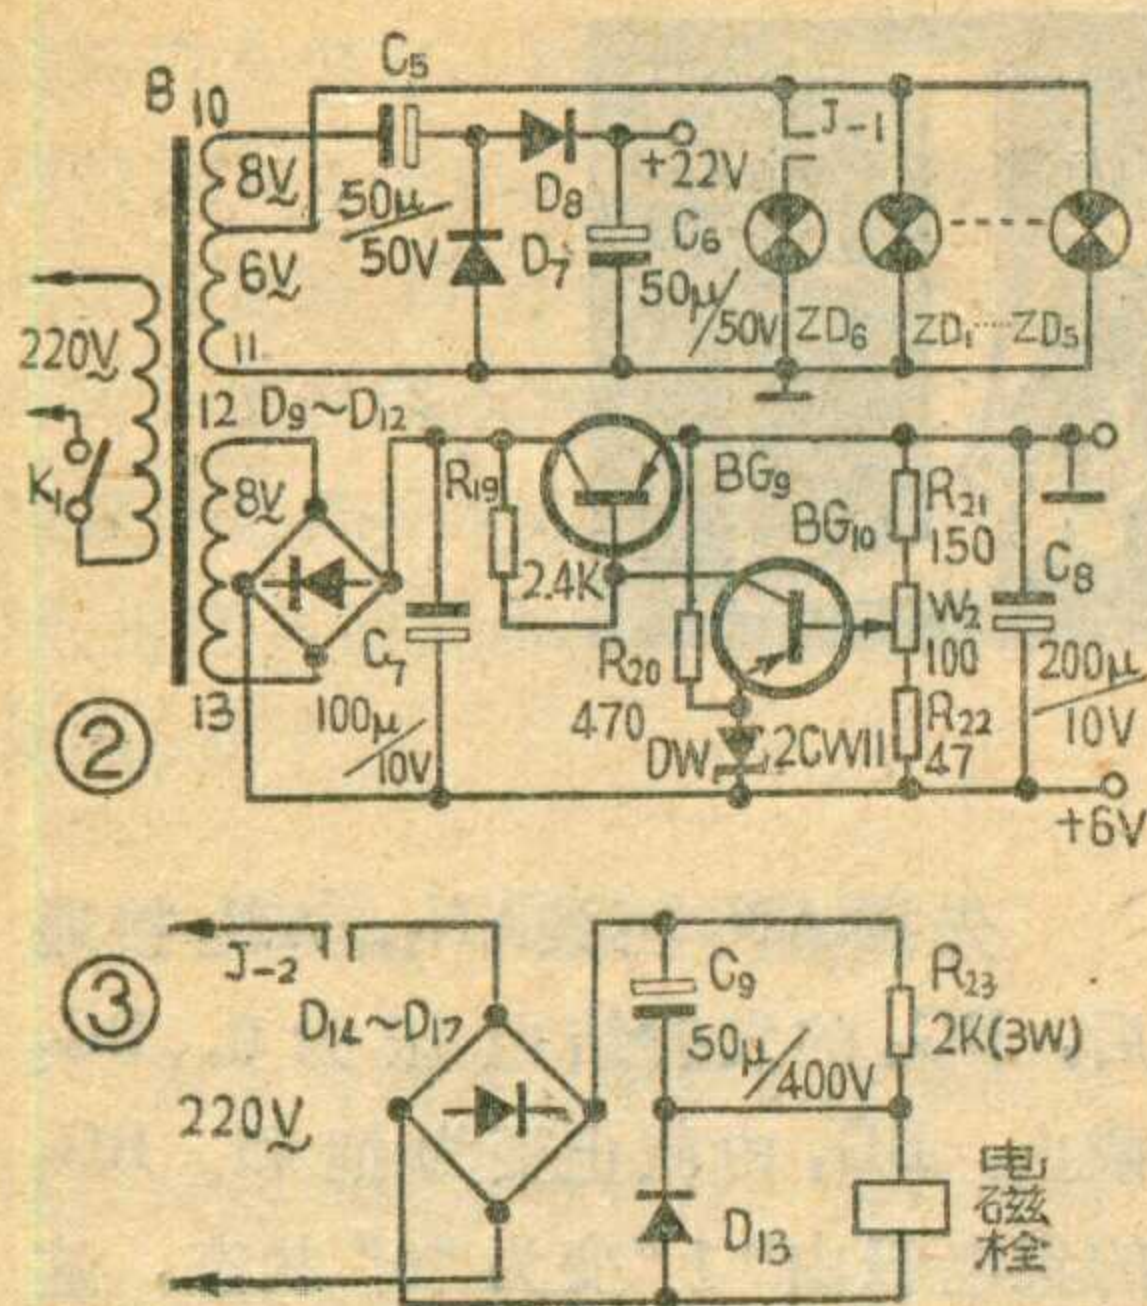 B 10 C₅
8V̰ 50μ/50V D₈ +22V J-1
6V̰ D₇ C₆ 50μ/50V ZD₆ ZD₁┈ZD₅
220V̰ 11
12 D₉~D₁₂
K₁ 8V̰ R₁₉ BG₉ R₂₁
BG₁₀ 150 C₈
2.4K W₂
C₇ R₂₀ 100 200μ/10V
13 100μ/10V 470 R₂₂
② DW 2CW11 47
+6V
J-2 C₉ R₂₃
③ D₁₄~D₁₇ 50μ/400V 2K(3W)
220V̰
D₁₃ 电磁栓